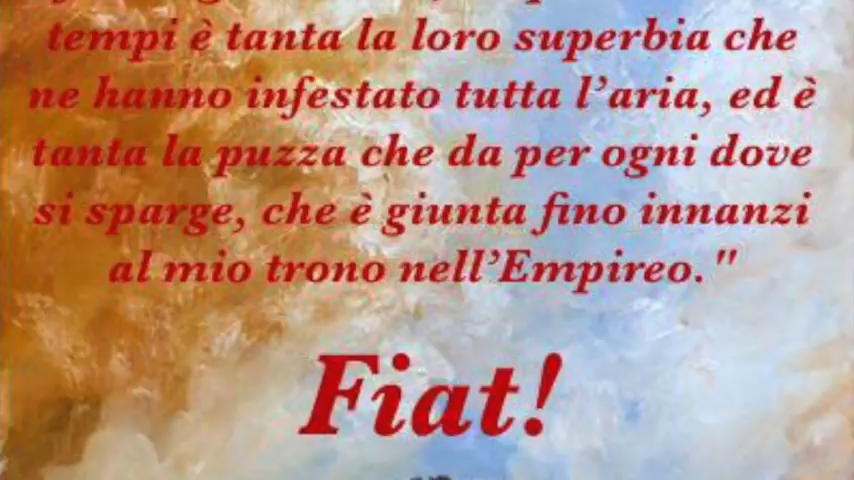 tempi è tanta la loro superbia che
ne hanno infestato tutta l’aria, ed è
tanta la puzza che da per ogni dove
si sparge, che è giunta fino innanzi
al mio trono nell’Empireo."
Fiat!